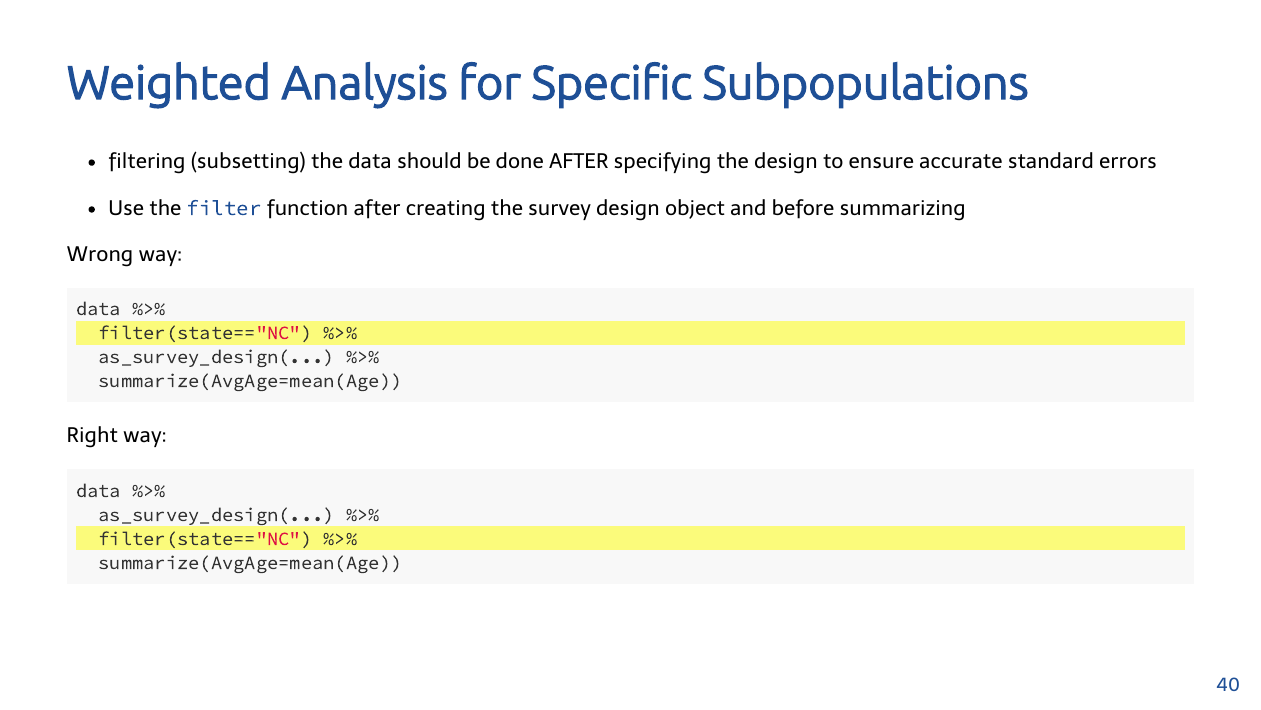 Weighted Analysis for Specific Subpopulations
• filtering (subsetting) the data should be done AFTER specifying the design to ensure accurate standard errors
• Use the filter function after creating the survey design object and before summarizing
Wrong way:
data %>%
  filter(state=="NC") %>%
  as_survey_design(...) %>%
  summarize(AvgAge=mean(Age))
Right way:
data %>%
  as_survey_design(...) %>%
  filter(state=="NC") %>%
  summarize(AvgAge=mean(Age))
40